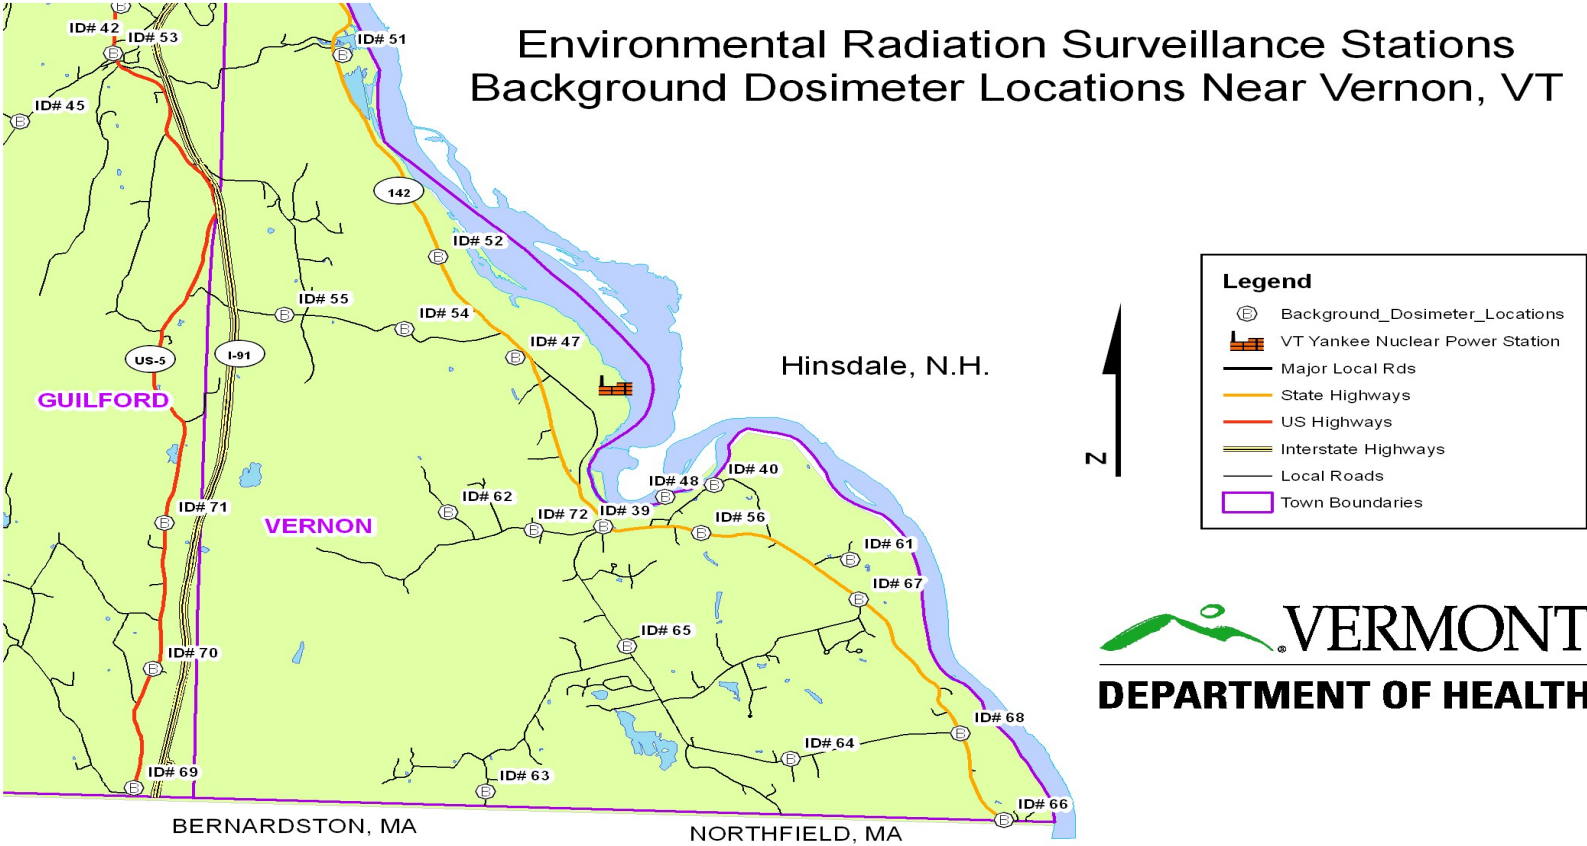 Environmental Radiation Surveillance Stations
Background Dosimeter Locations Near Vernon, VT
ID# 42
ID# 53
ID# 51
ID# 45
142
ID# 52
ID# 55
ID# 54
ID# 47
US-5
I-91
Hinsdale, N.H.
GUILFORD
ID# 40
ID# 48
ID# 62
ID# 71
ID# 72
ID# 39
ID# 56
VERNON
ID# 61
ID# 67
ID# 65
ID# 70
ID# 68
ID# 64
ID# 69
ID# 63
ID# 66
BERNARDSTON, MA
NORTHFIELD, MA
N
Legend
B Background_Dosimeter_Locations
VT Yankee Nuclear Power Station
Major Local Rds
State Highways
US Highways
Interstate Highways
Local Roads
Town Boundaries
VERMONT
DEPARTMENT OF HEALTH